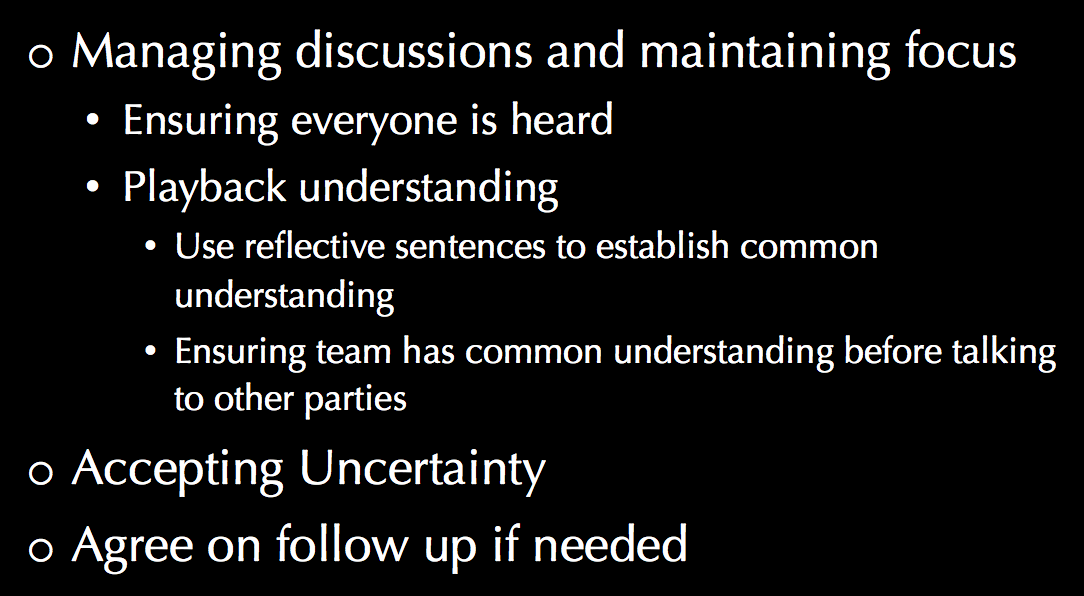 o Managing discussions and maintaining focus
• Ensuring everyone is heard
• Playback understanding
• Use reflective sentences to establish common
understanding
• Ensuring team has common understanding before talking
to other parties
o Accepting Uncertainty
o Agree on follow up if needed